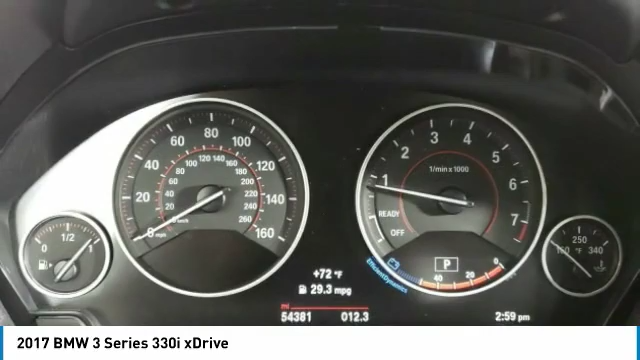 60 80 100
40 120
20 140
0 mph 160
100 120 140 160
80 180
60 200
40 220
20 240
0 km/h 260
0 1/2 1
3 4
2 5
1 6
7
1/min x 1000
READY
OFF
EfficientDynamics
P
40 20 0
250
340
+72 °F
29.3 mpg
mi
54381 012.3
2:59 pm
2017 BMW 3 Series 330i xDrive